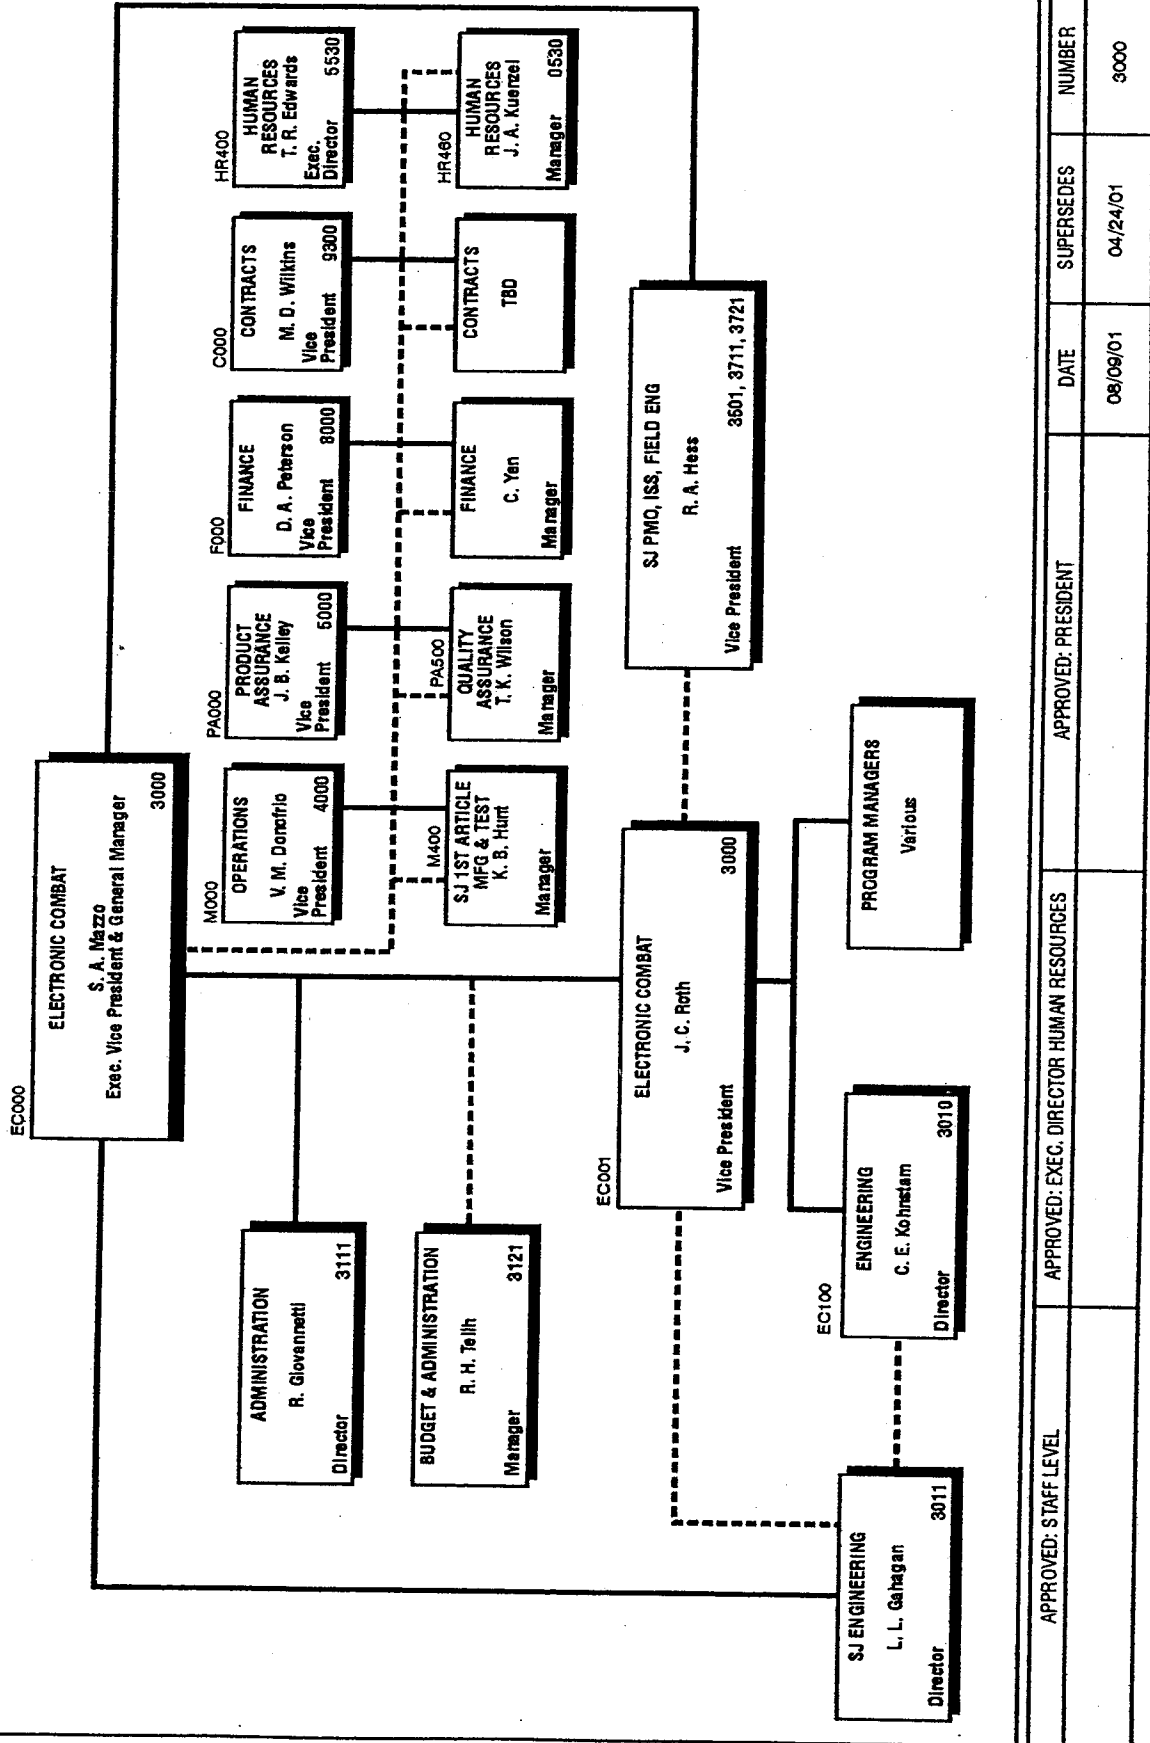 EC000
ELECTRONIC COMBAT
S. A. Mazzo
Exec. Vice President & General Manager
3000
M000
OPERATIONS
V. M. Donofrio
Vice
President 4000
PA000
PRODUCT
ASSURANCE
J. B. Kelley
Vice
President 5000
F000
FINANCE
D. A. Peterson
Vice
President 8000
C000
CONTRACTS
M. D. Wilkins
Vice
President 9300
HR400
HUMAN
RESOURCES
T. R. Edwards
Exec.
Director 5530
ADMINISTRATION
R. Giovannetti
Director 3111
M400
SJ 1ST ARTICLE
MFG & TEST
K. B. Hunt
Manager
PA500
QUALITY
ASSURANCE
T. K. Wilson
Manager
FINANCE
C. Yen
Manager
CONTRACTS
TBD
HR460
HUMAN
RESOURCES
J. A. Kuenzel
Manager 0530
BUDGET & ADMINISTRATION
R. H. Telih
Manager 3121
EC001
ELECTRONIC COMBAT
J. C. Roth
Vice President 3000
SJ PMO, ISS, FIELD ENG
R. A. Hess
Vice President 3601, 3711, 3721
SJ ENGINEERING
L. L. Gahagan
Director 3011
EC100
ENGINEERING
C. E. Kohnstam
Director 3010
PROGRAM MANAGERS
Various
APPROVED: STAFF LEVEL APPROVED: EXEC. DIRECTOR HUMAN RESOURCES APPROVED: PRESIDENT DATE SUPERSEDES NUMBER
08/09/01 04/24/01 3000